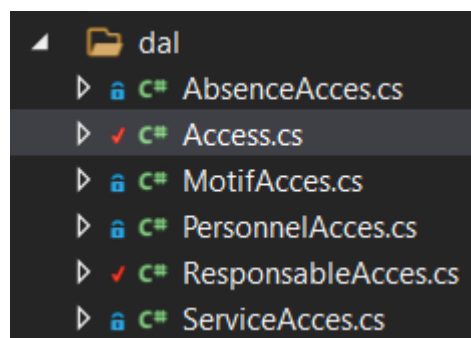 dal
C# AbsenceAcces.cs
C# Access.cs
C# MotifAcces.cs
C# PersonnelAcces.cs
C# ResponsableAcces.cs
C# ServiceAcces.cs